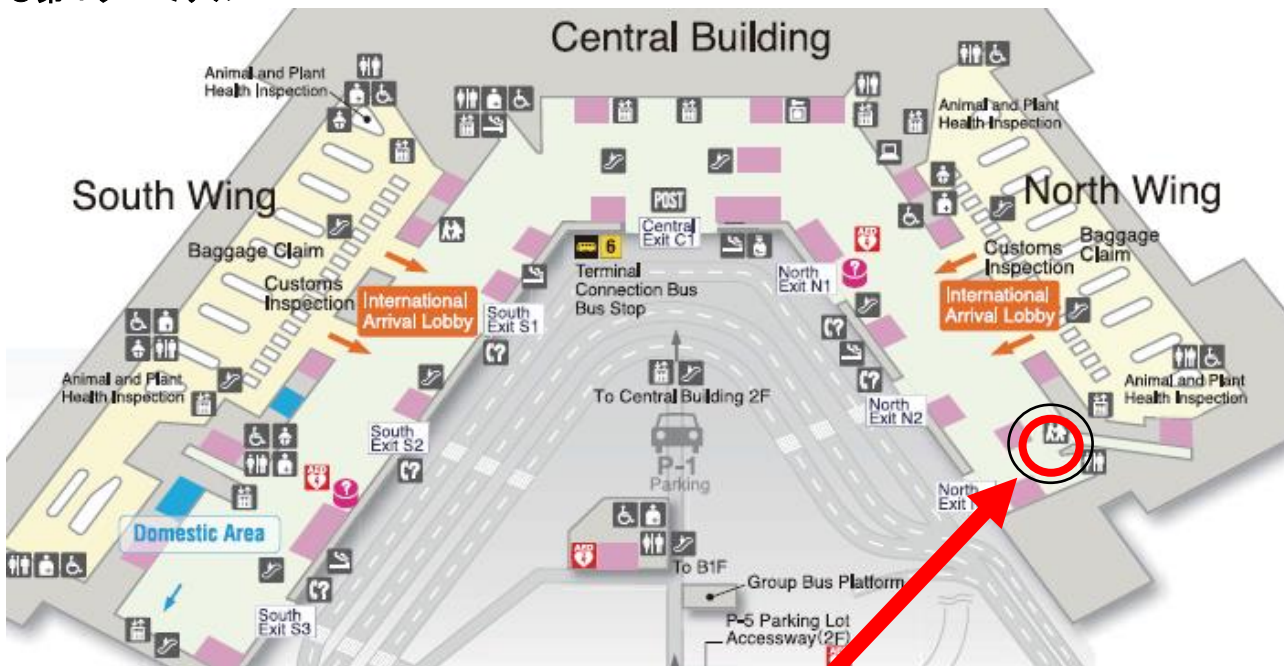 Central Building
Animal and Plant
Health Inspection
Animal and Plant
Health Inspection
South Wing
North Wing
POST
Central
Exit C1
AED
Baggage Claim
Customs
Inspection
International
Arrival Lobby
6
Terminal
Connection Bus
Bus Stop
North
Exit N1
?
Customs
Inspection
Baggage
Claim
International
Arrival Lobby
South
Exit S1
Animal and Plant
Health Inspection
To Central Building 2F
North
Exit N2
Animal and Plant
Health Inspection
South
Exit S2
P-1
Parking
AED
?
North
Exit
Domestic Area
AED
To B1F
Group Bus Platform
South
Exit S3
P-5 Parking Lot
Accessway(2F)